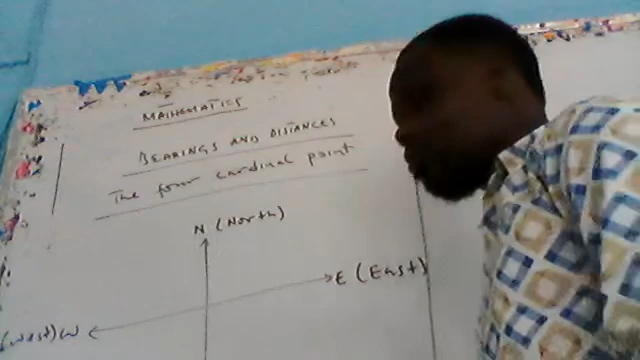 MATHEMATICS
BEARINGS AND DISTANCES
The four cardinal point
N (North)
E (East)
(West) W